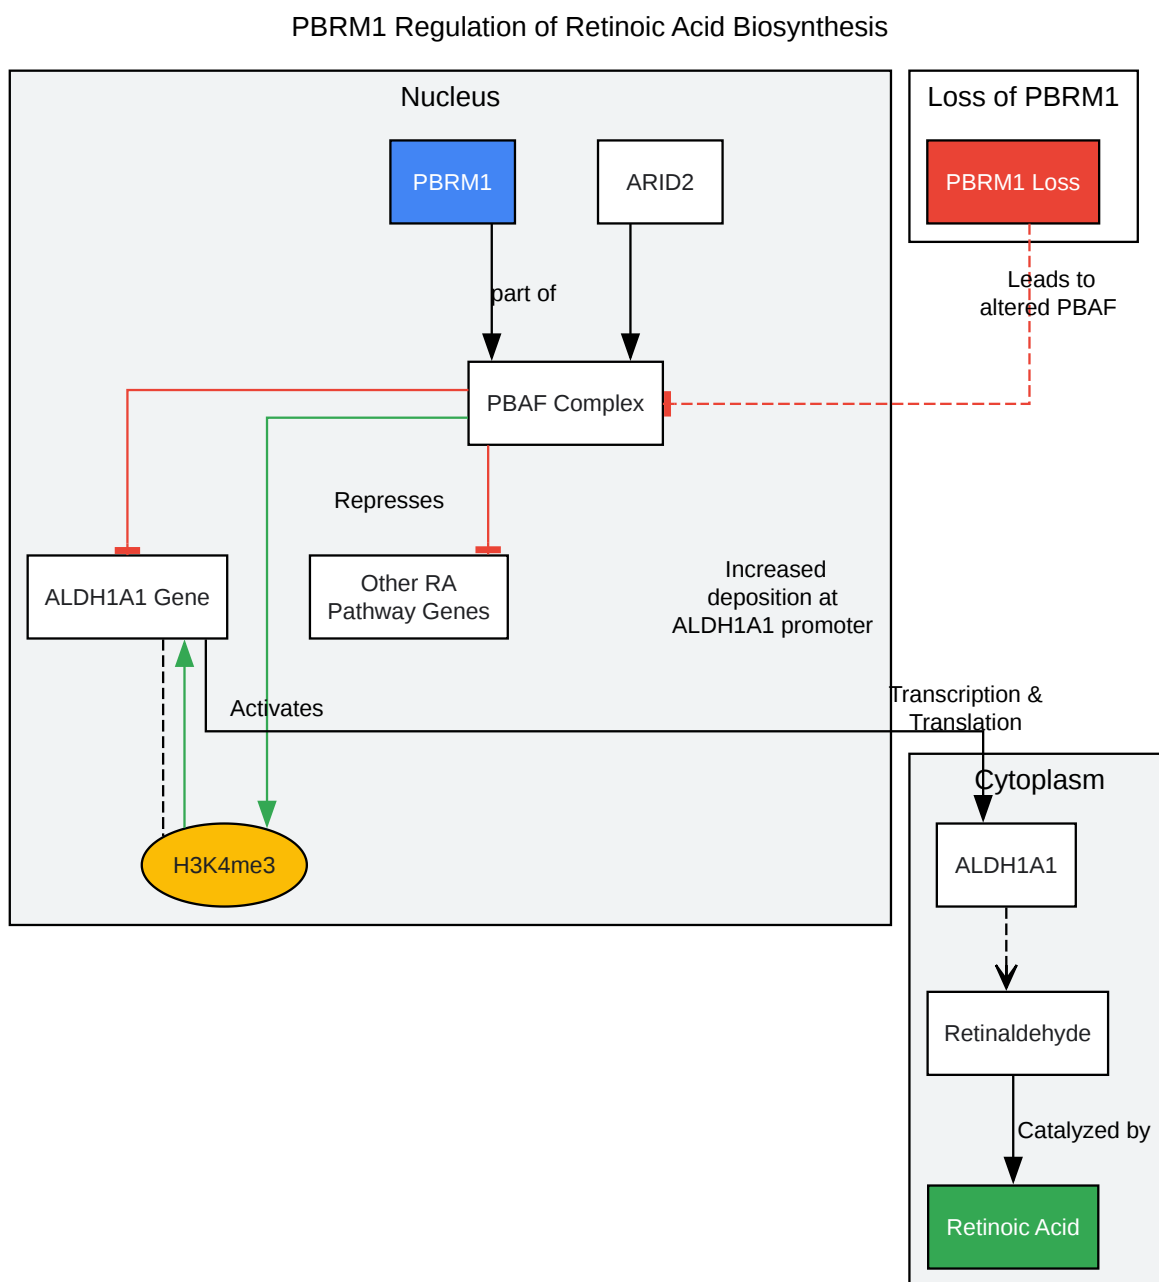 PBRM1 Regulation of Retinoic Acid Biosynthesis
Nucleus
Loss of PBRM1
PBRM1
ARID2
PBRM1 Loss
part of
Leads to
altered PBAF
PBAF Complex
Represses
ALDH1A1 Gene
Other RA
Pathway Genes
Increased
deposition at
ALDH1A1 promoter
Activates
Transcription &
Translation
Cytoplasm
H3K4me3
ALDH1A1
Retinaldehyde
Catalyzed by
Retinoic Acid